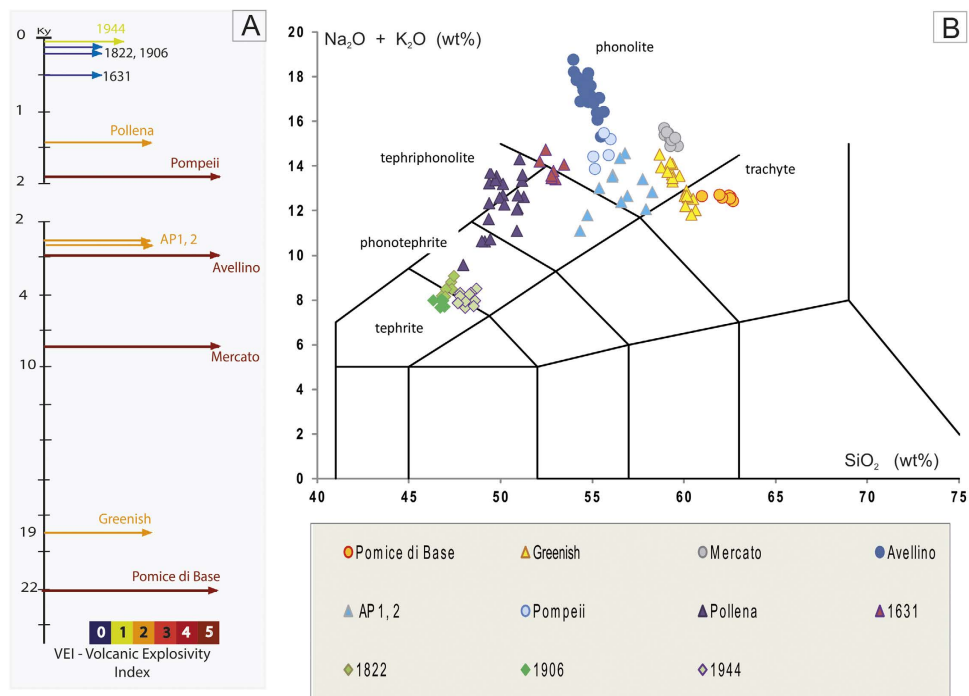 A
Ky
0
1944
1822, 1906
1631
1
Pollena
Pompeii
2
2
AP1, 2
Avellino
4
Mercato
10
Greenish
19
Pomice di Base
22
0 1 2 3 4 5
VEI - Volcanic Explosivity
Index
B
Na2O + K2O (wt%)
20
18
16
14
12
10
8
6
4
2
0
phonolite
tephriphonolite
trachyte
phonotephrite
tephrite
SiO2 (wt%)
40 45 50 55 60 65 70 75
Pomice di Base Greenish Mercato Avellino
AP1, 2 Pompeii Pollena 1631
1822 1906 1944